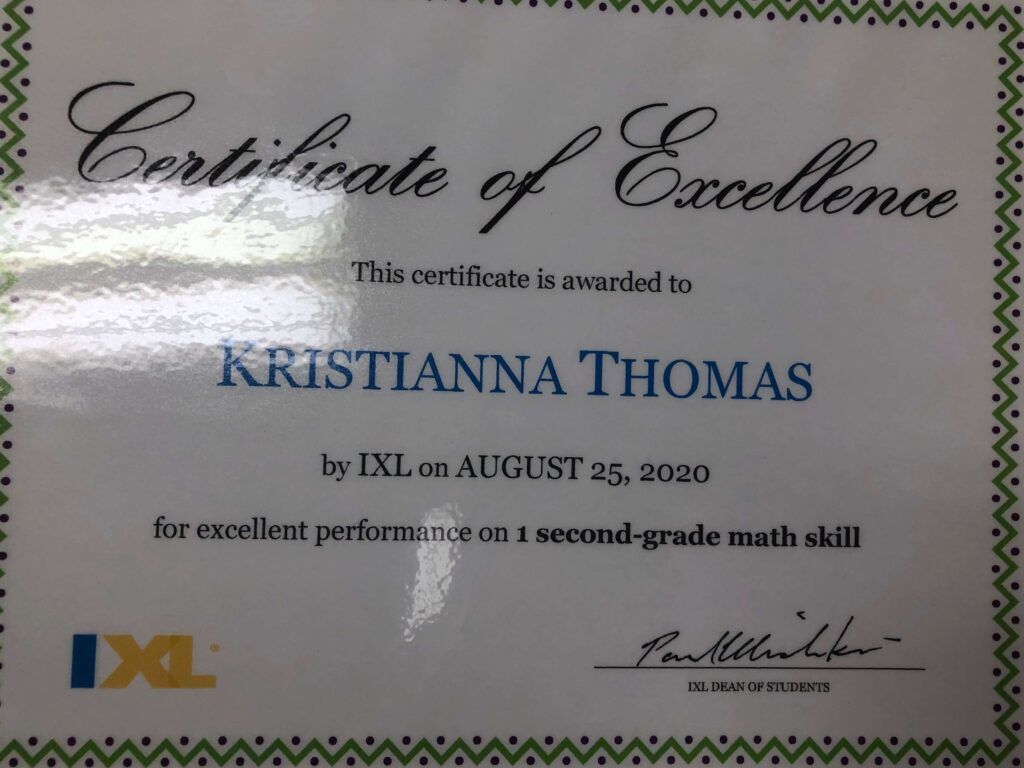 Certificate of Excellence
This certificate is awarded to
KRISTIANNA THOMAS
by IXL on AUGUST 25, 2020
for excellent performance on 1 second-grade math skill
IXL
IXL DEAN OF STUDENTS